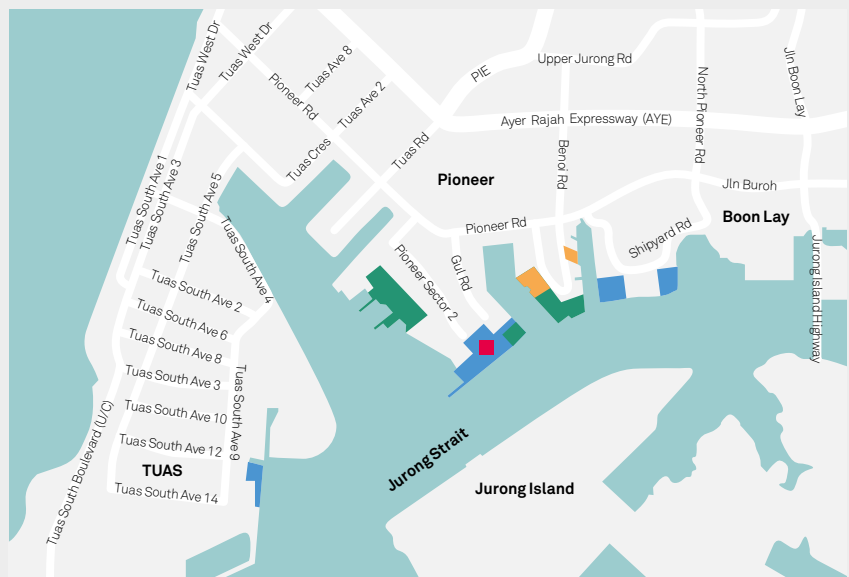 Tuas West Dr
Tuas West Dr
Tuas Ave 8
Pioneer Rd
Tuas Ave 2
PIE
Upper Jurong Rd
Jln Boon Lay
North Pioneer Rd
Ayer Rajah Expressway (AYE)
Tuas Rd
Tuas Cres
Benoi Rd
Pioneer
Jln Buroh
Boon Lay
Tuas South Ave 1
Tuas South Ave 3
Tuas South Ave 5
Tuas South Ave 4
Pioneer Rd
Shipyard Rd
Pioneer Sector 2
Gul Rd
Jurong Island Highway
Tuas South Ave 2
Tuas South Ave 6
Tuas South Ave 8
Tuas South Ave 3
Tuas South Ave 9
Tuas South Ave 10
Tuas South Ave 12
Tuas South Boulevard (U/C)
TUAS
Tuas South Ave 14
Jurong Strait
Jurong Island